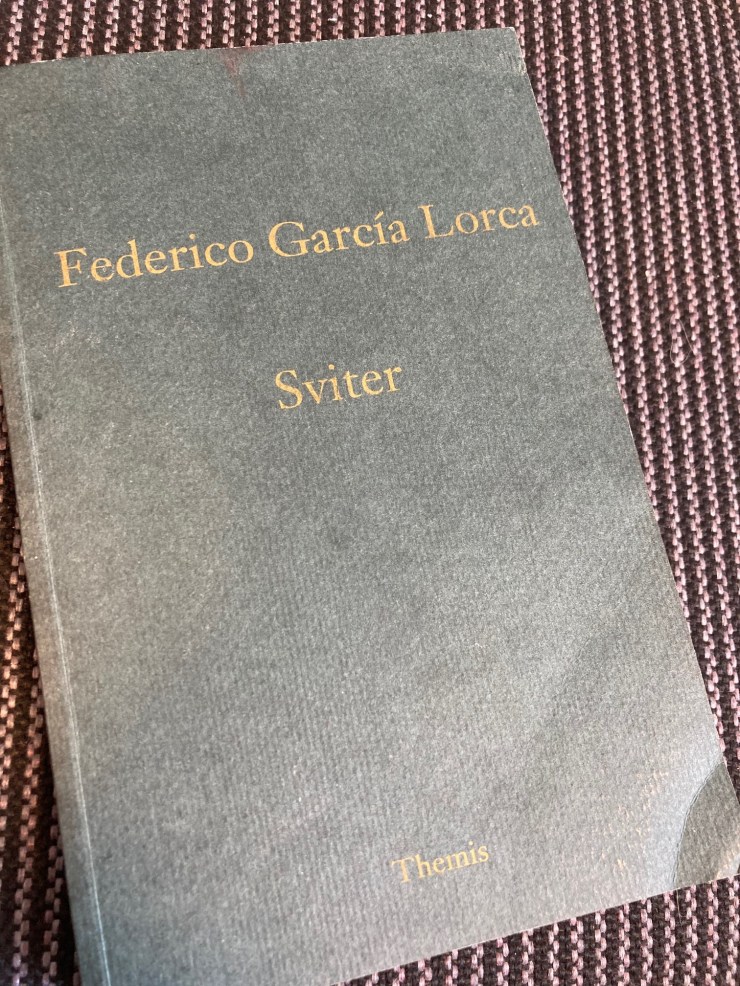 Federico García Lorca
Sviter
Themis